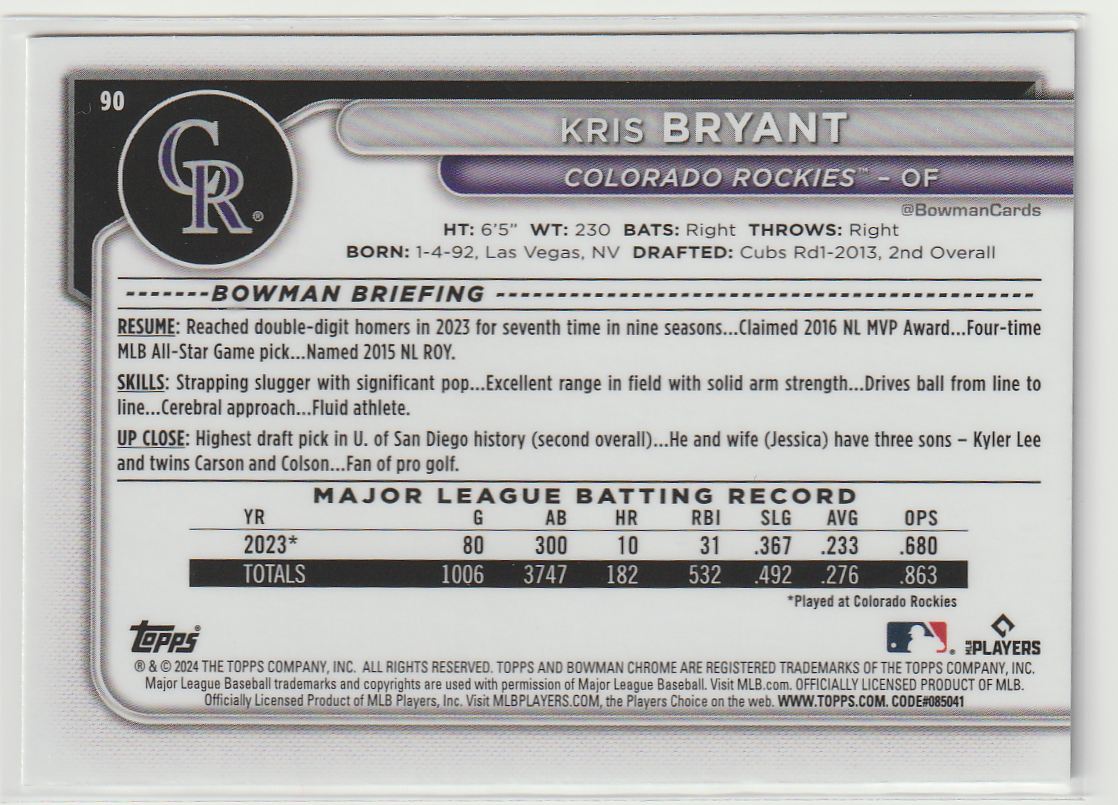 90
CR®
KRIS BRYANT
COLORADO ROCKIES™ – OF
@BowmanCards
HT: 6'5" WT: 230 BATS: Right THROWS: Right
BORN: 1-4-92, Las Vegas, NV DRAFTED: Cubs Rd1-2013, 2nd Overall
-------BOWMAN BRIEFING -------
RESUME: Reached double-digit homers in 2023 for seventh time in nine seasons...Claimed 2016 NL MVP Award...Four-time
MLB All-Star Game pick...Named 2015 NL ROY.
SKILLS: Strapping slugger with significant pop...Excellent range in field with solid arm strength...Drives ball from line to
line...Cerebral approach...Fluid athlete.
UP CLOSE: Highest draft pick in U. of San Diego history (second overall)...He and wife (Jessica) have three sons – Kyler Lee
and twins Carson and Colson...Fan of pro golf.
MAJOR LEAGUE BATTING RECORD
YR G AB HR RBI SLG AVG OPS
2023* 80 300 10 31 .367 .233 .680
TOTALS 1006 3747 182 532 .492 .276 .863
*Played at Colorado Rockies
Topps® MLB PLAYERS
® & © 2024 THE TOPPS COMPANY, INC. ALL RIGHTS RESERVED. TOPPS AND BOWMAN CHROME ARE REGISTERED TRADEMARKS OF THE TOPPS COMPANY, INC.
Major League Baseball trademarks and copyrights are used with permission of Major League Baseball. Visit MLB.com. OFFICIALLY LICENSED PRODUCT OF MLB.
Officially Licensed Product of MLB Players, Inc. Visit MLBPLAYERS.COM, the Players Choice on the web. WWW.TOPPS.COM. CODE#085041